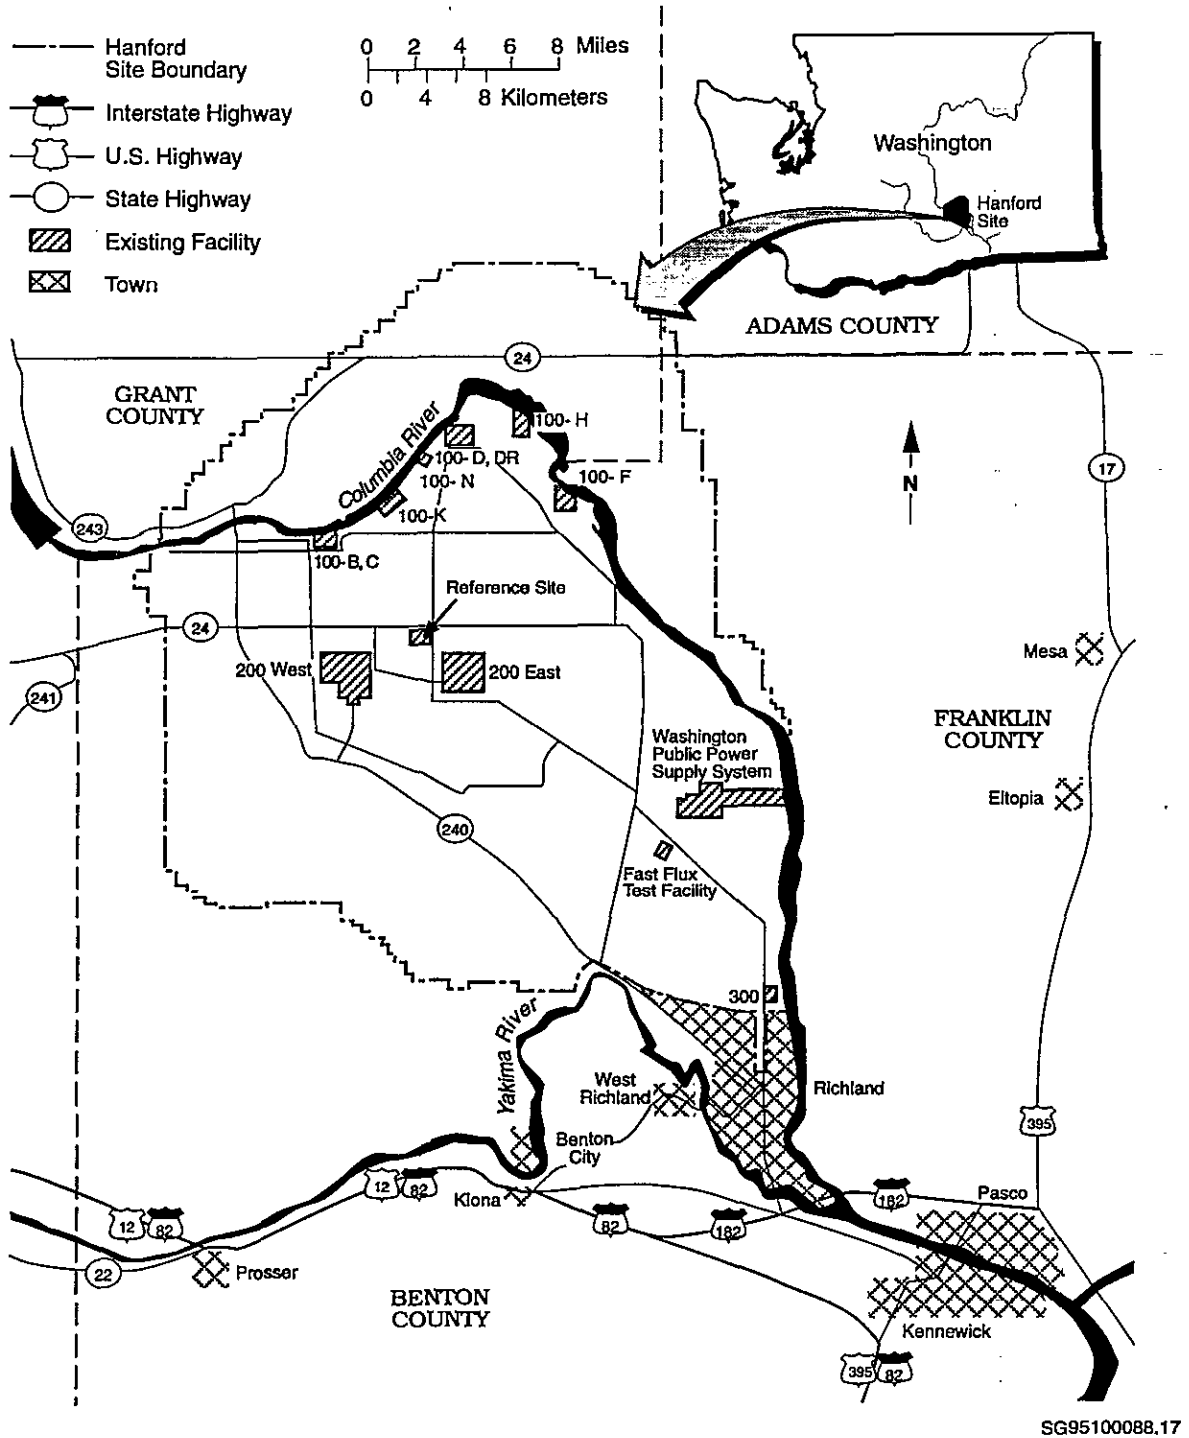 Hanford
Site Boundary
Interstate Highway
U.S. Highway
State Highway
Existing Facility
Town
0 2 4 6 8 Miles
0 4 8 Kilometers
Washington
Hanford
Site
ADAMS COUNTY
GRANT
COUNTY
24
Columbia River
100-H
100-D, DR
100-N
100-K
100-F
100-B, C
243
17
N
Reference Site
24
241
200 West
200 East
Mesa
FRANKLIN
COUNTY
Washington
Public Power
Supply System
Eltopia
240
Fast Flux
Test Facility
300
Yakima River
West
Richland
Richland
395
Benton
City
Kiona
12
82
82
182
182
Pasco
12
82
22
Prosser
BENTON
COUNTY
Kennewick
395
82
SG95100088,17